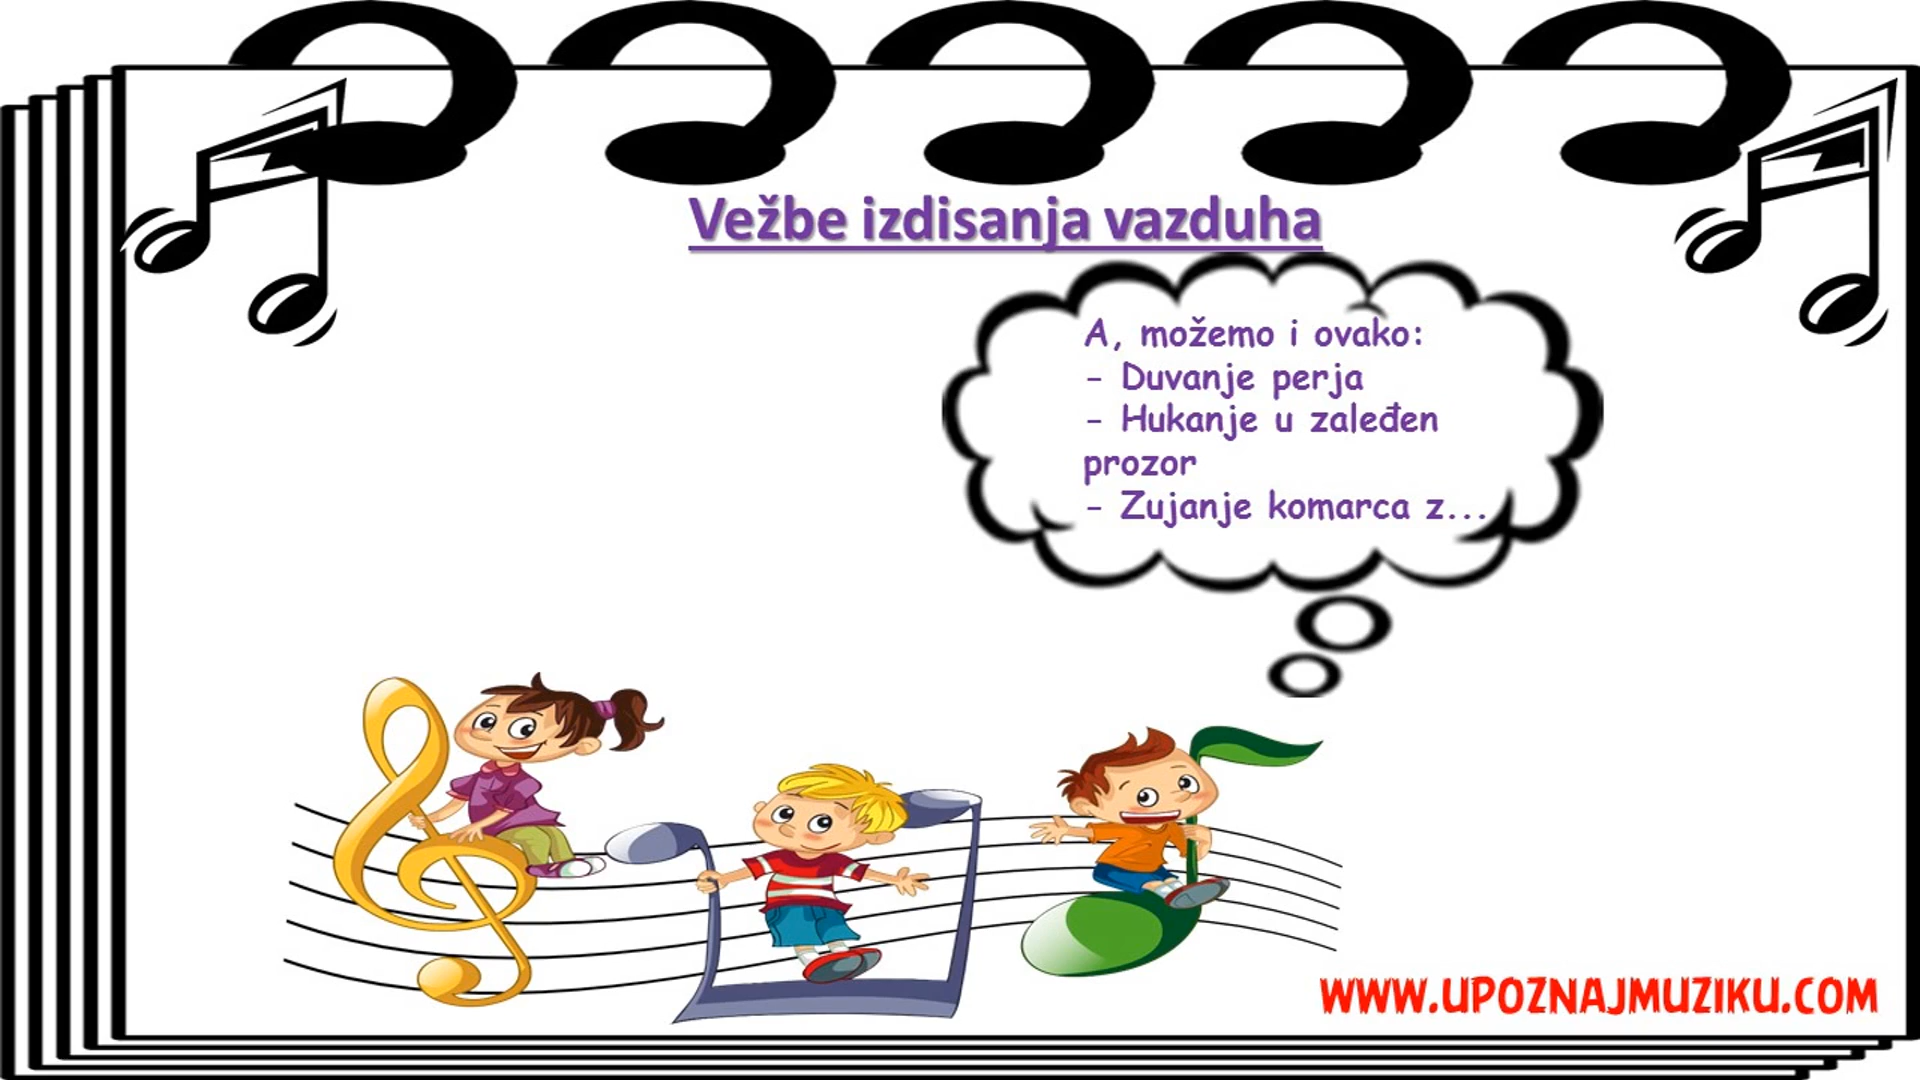 Vežbe izdisanja vazduha
A, možemo i ovako:
- Duvanje perja
- Hukanje u zaleđen
prozor
- Zujanje komarca z...
WWW.UPOZNAJMUZIKU.COM